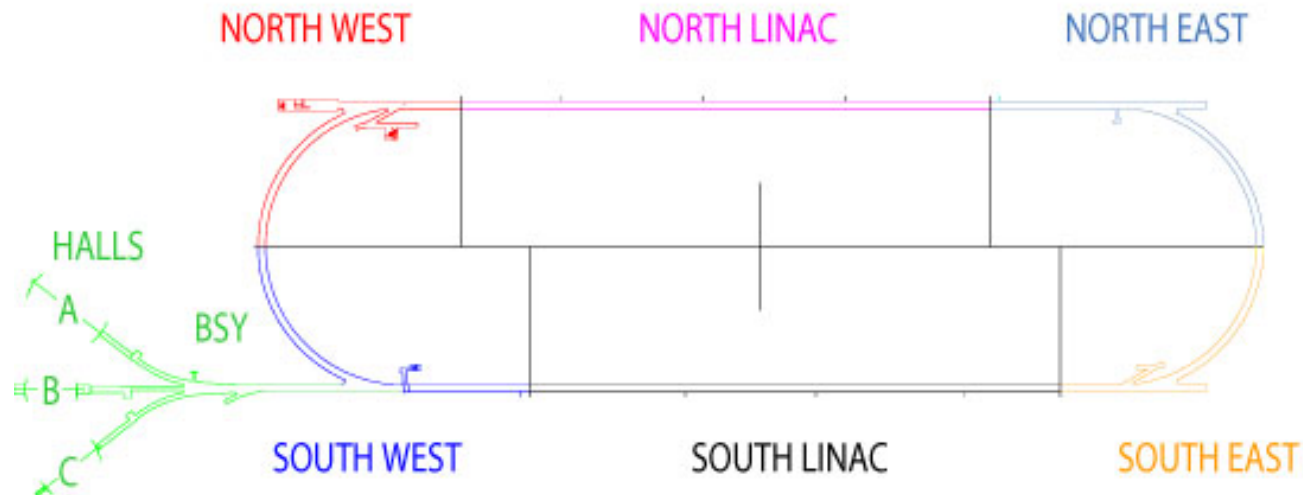 NORTH WEST
NORTH LINAC
NORTH EAST
HALLS
A
BSY
B
C
SOUTH WEST
SOUTH LINAC
SOUTH EAST